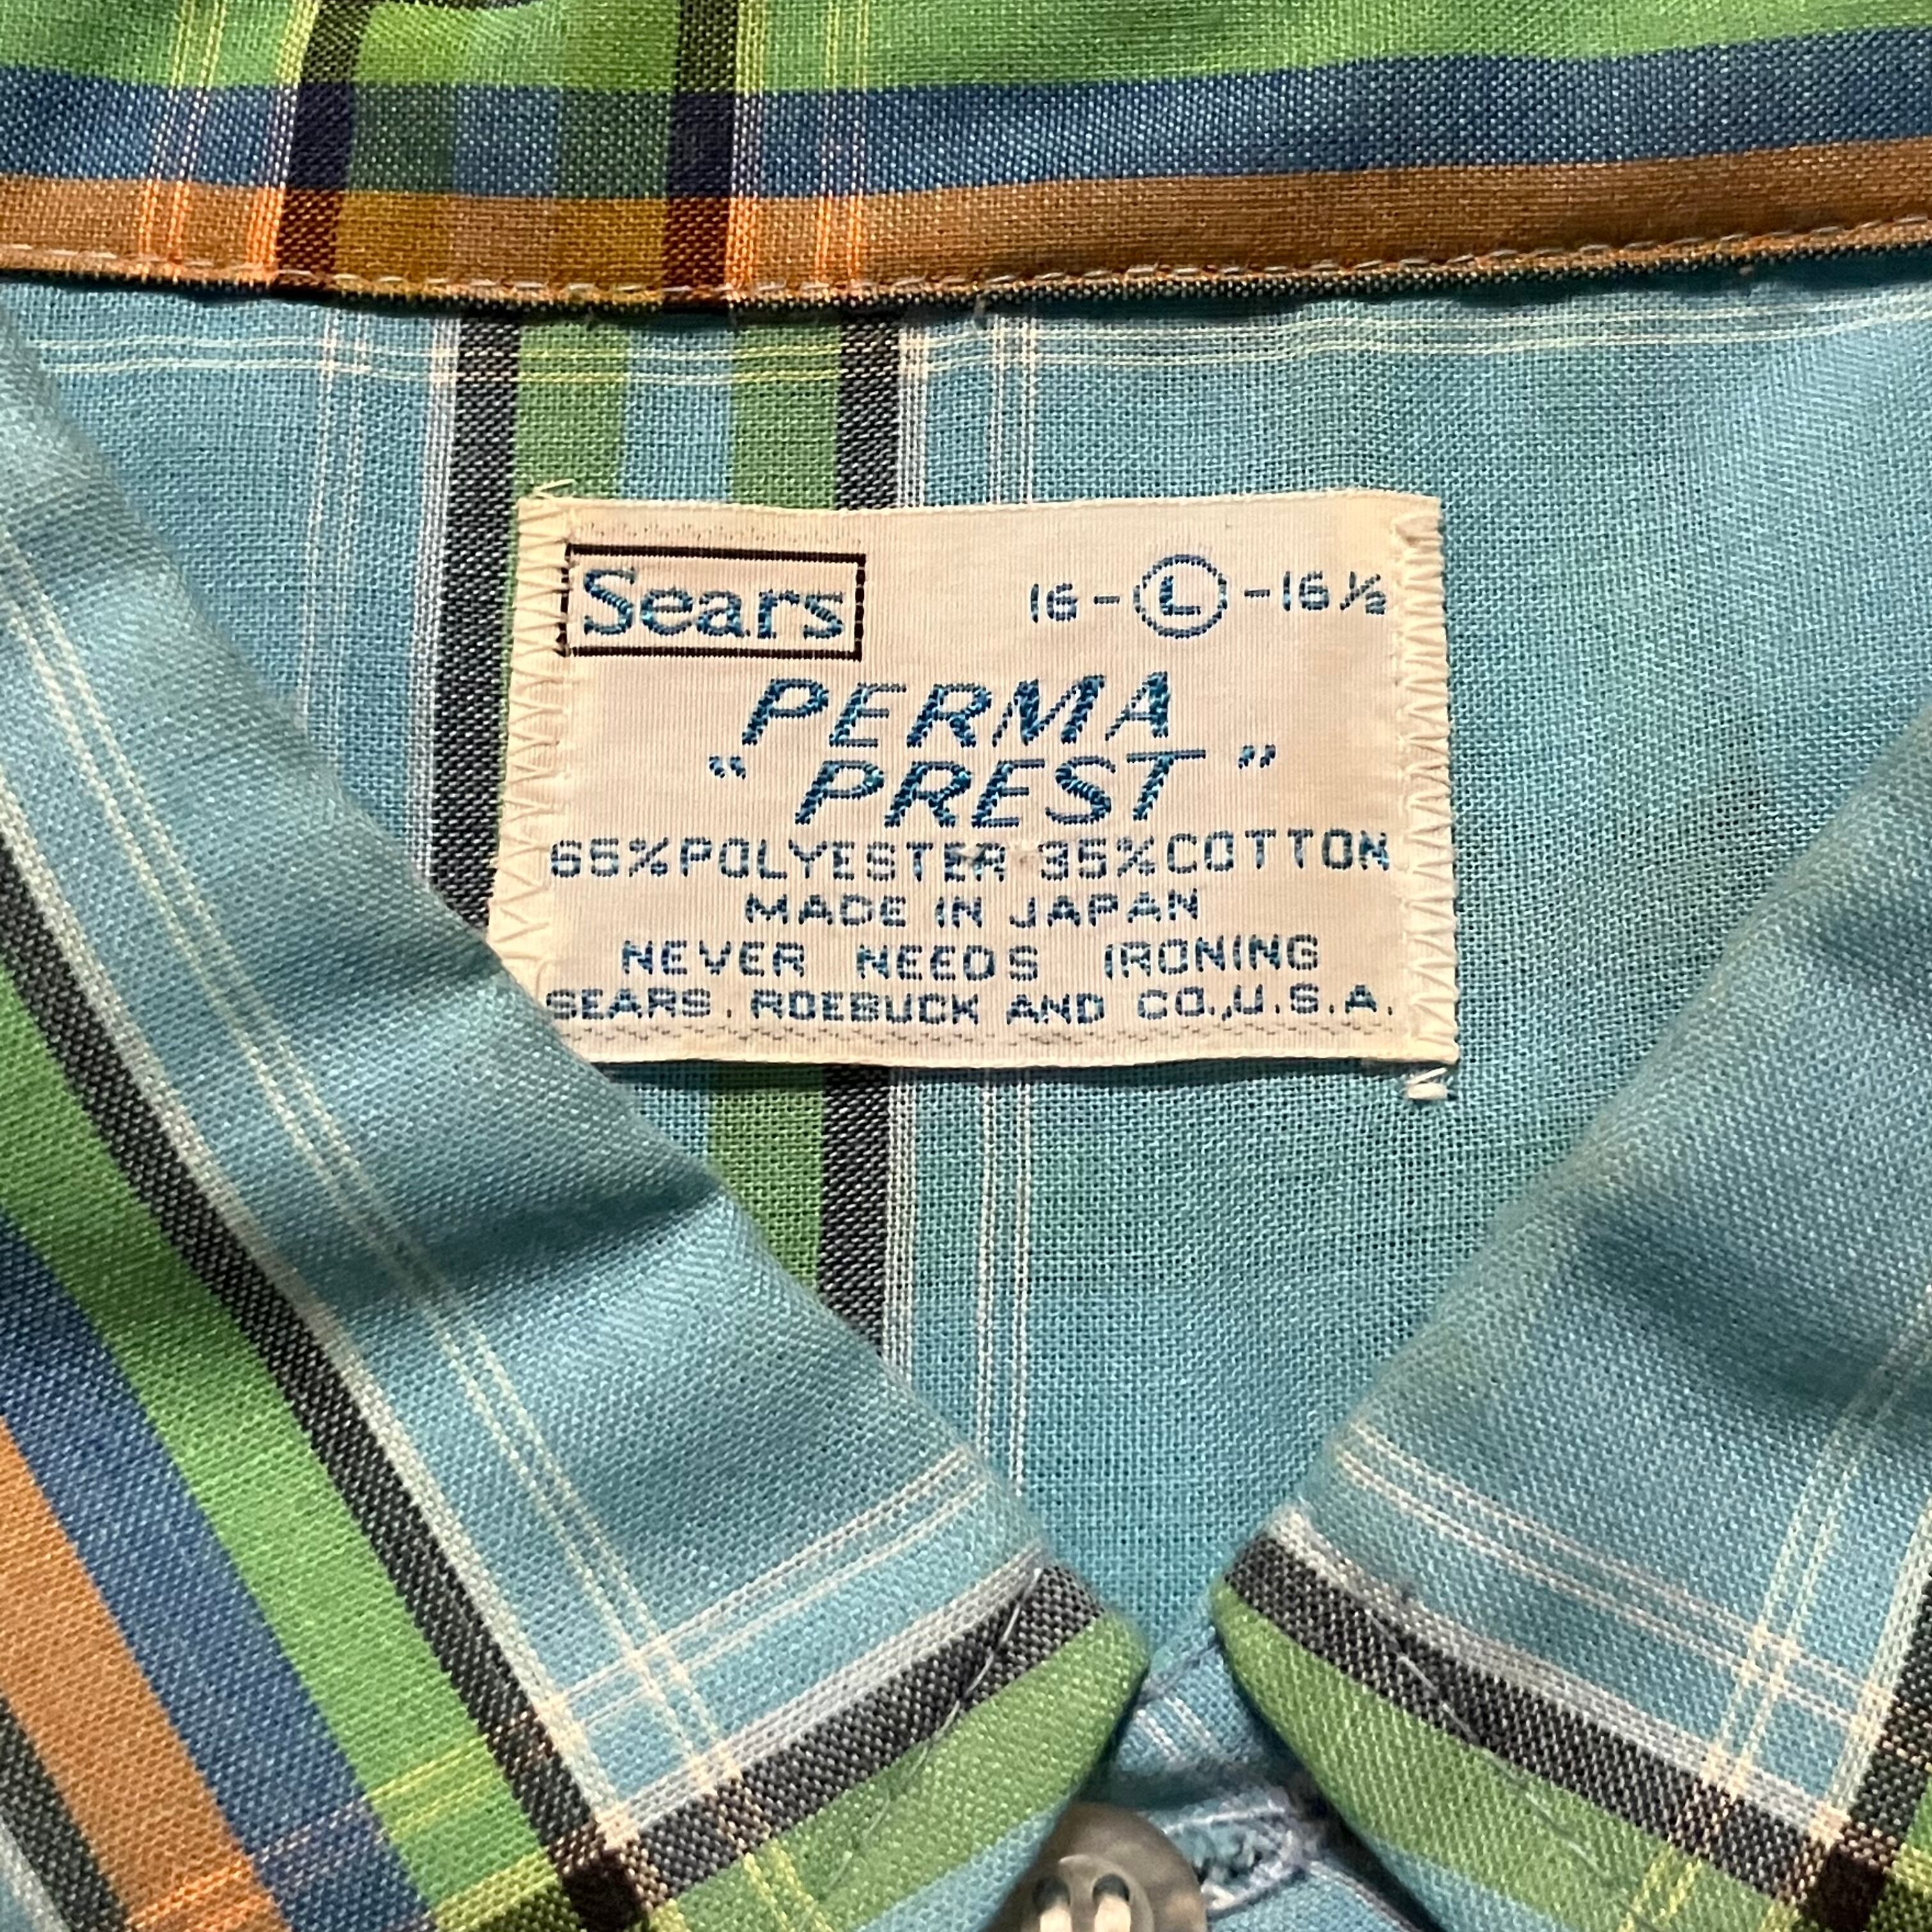 Sears 16-Ⓛ-16½
PERMA
“ PREST ”
65%POLYESTER 35%COTTON
MADE IN JAPAN
NEVER NEEDS IRONING
SEARS, ROEBUCK AND CO.,U.S.A.